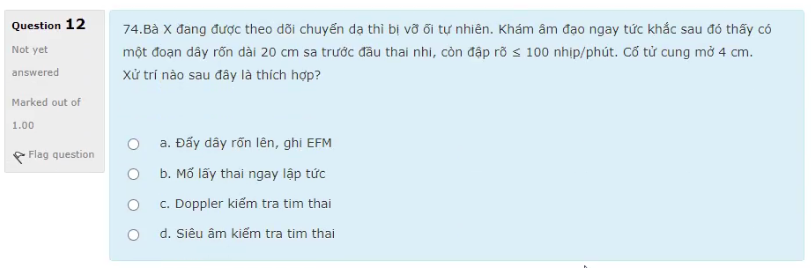 Question 12
Not yet
answered
Marked out of
1.00
Flag question
74.Bà X đang được theo dõi chuyển dạ thì bị vỡ ối tự nhiên. Khám âm đạo ngay tức khắc sau đó thấy có
một đoạn dây rốn dài 20 cm sa trước đầu thai nhi, còn đập rõ ≤ 100 nhịp/phút. Cổ tử cung mở 4 cm.
Xử trí nào sau đây là thích hợp?
a. Đẩy dây rốn lên, ghi EFM
b. Mổ lấy thai ngay lập tức
c. Doppler kiểm tra tim thai
d. Siêu âm kiểm tra tim thai